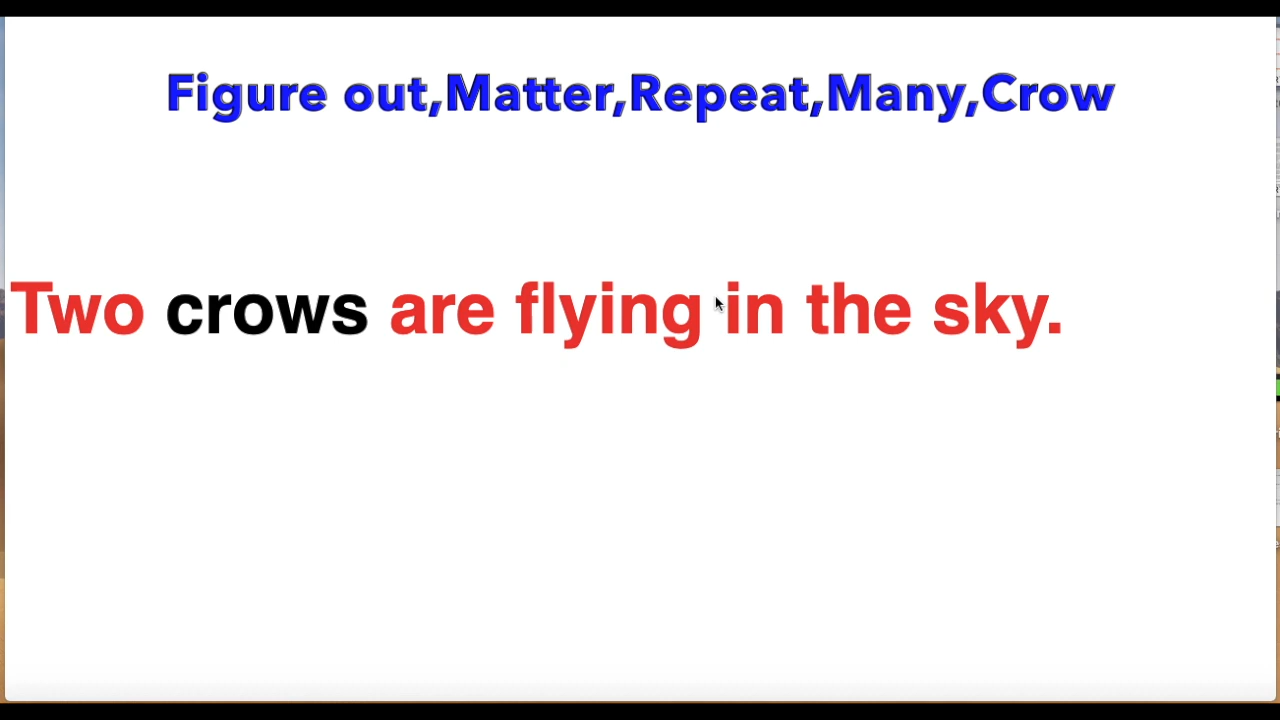 Figure out,Matter,Repeat,Many,Crow
Two crows are flying in the sky.